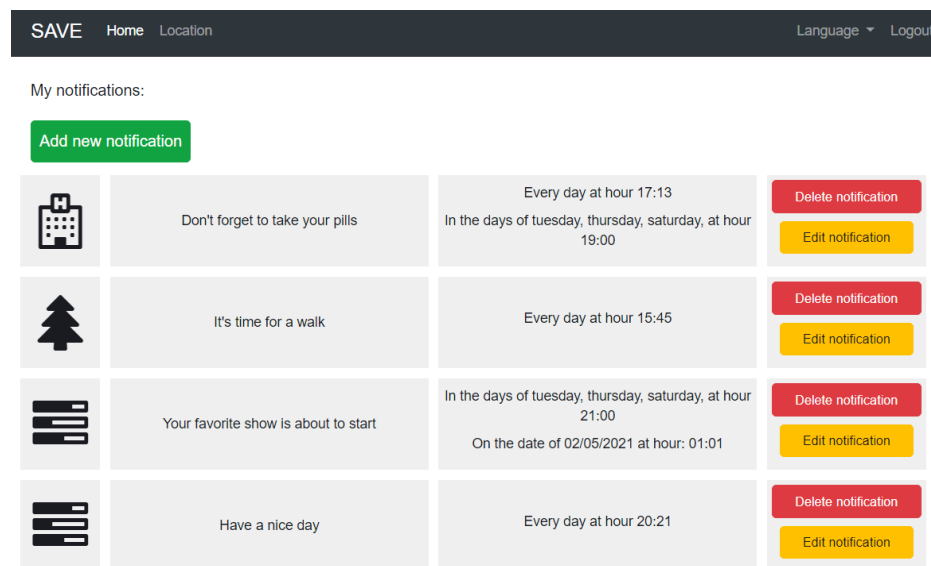 SAVE Home Location Language Logou
My notifications:
Add new notification
H
Don't forget to take your pills
Every day at hour 17:13
In the days of tuesday, thursday, saturday, at hour
19:00
Delete notification
Edit notification
It's time for a walk
Every day at hour 15:45
Delete notification
Edit notification
Your favorite show is about to start
In the days of tuesday, thursday, saturday, at hour
21:00
On the date of 02/05/2021 at hour: 01:01
Delete notification
Edit notification
Have a nice day
Every day at hour 20:21
Delete notification
Edit notification